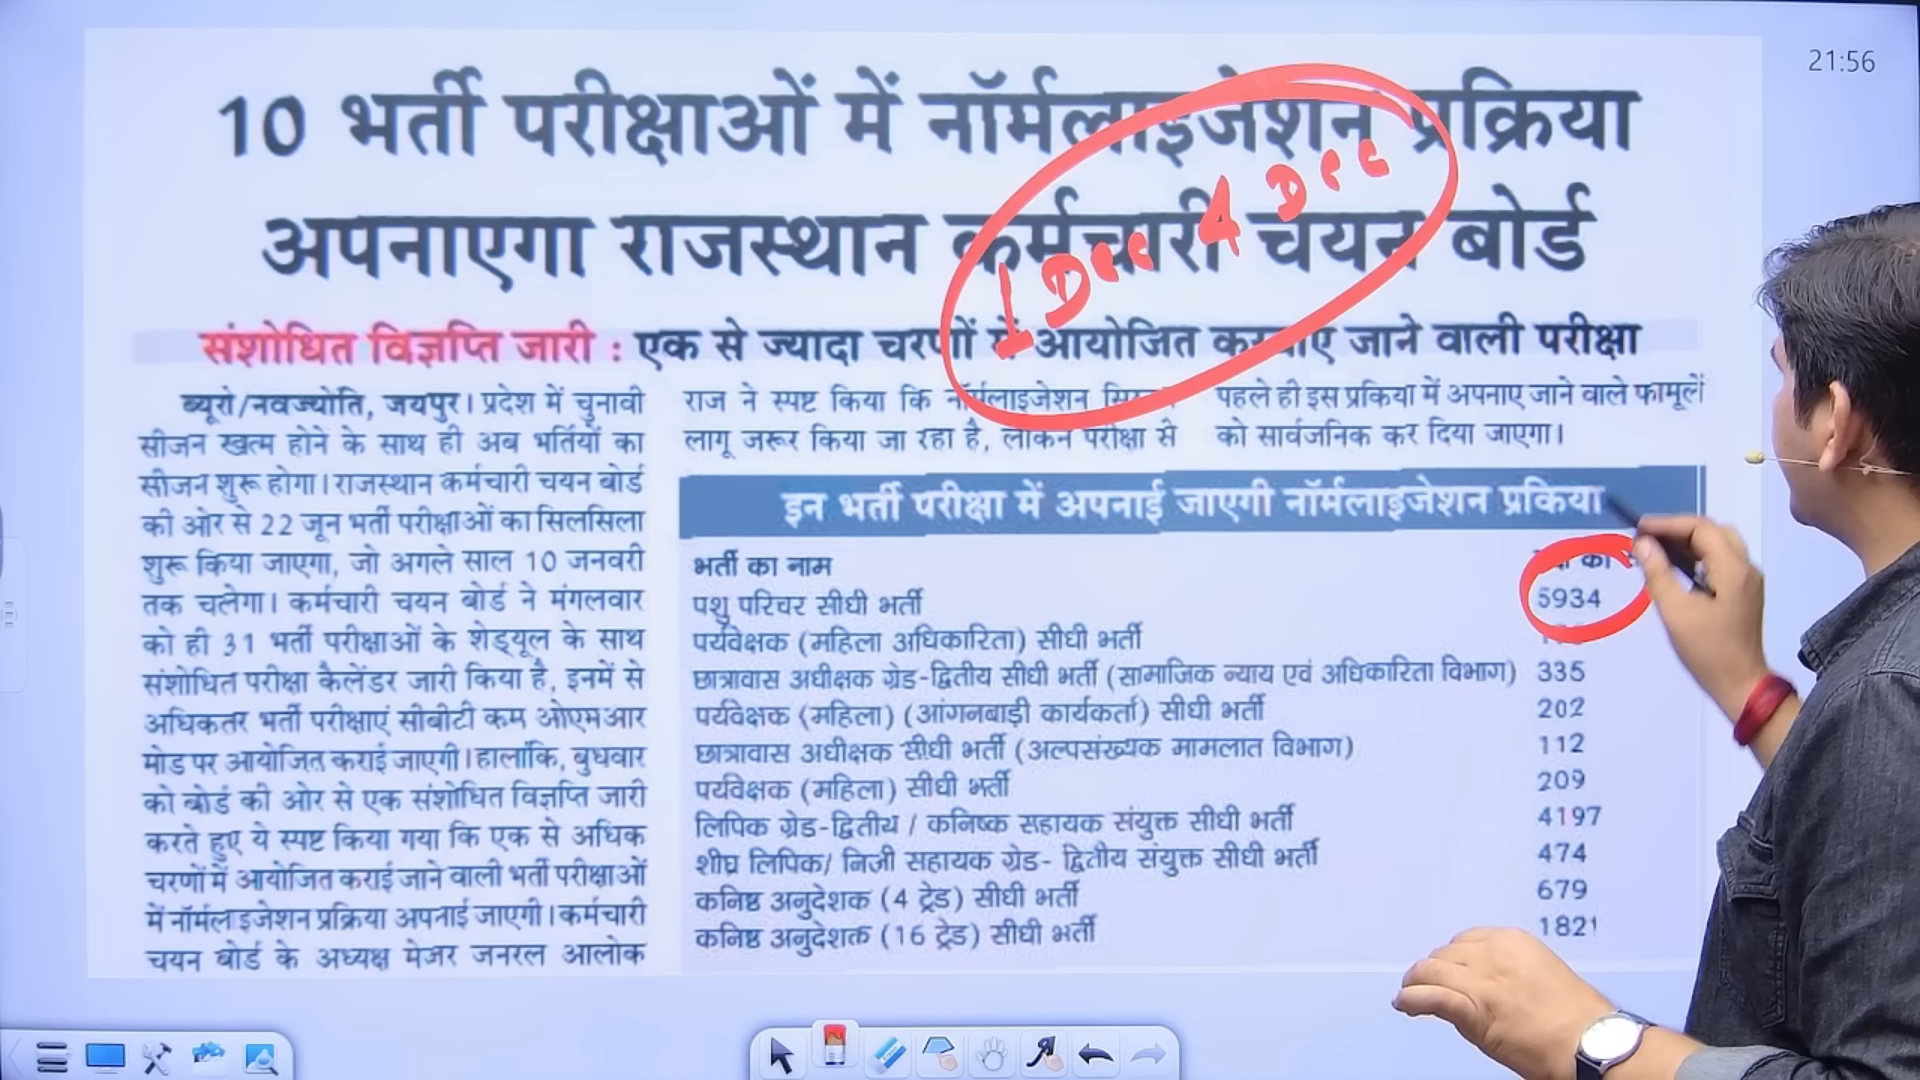 21:56
10 भर्ती परीक्षाओं में नॉर्मलाइजेशन प्रक्रिया
अपनाएगा राजस्थान कर्मचारी चयन बोर्ड
1 Dec 4 Dec
संशोधित विज्ञप्ति जारी : एक से ज्यादा चरणों में आयोजित करवाए जाने वाली परीक्षा
ब्यूरो/नवज्योति, जयपुर। प्रदेश में चुनावी
सीजन खत्म होने के साथ ही अब भर्तियों का
सीजन शुरू होगा। राजस्थान कर्मचारी चयन बोर्ड
की ओर से 22 जून भर्ती परीक्षाओं का सिलसिला
शुरू किया जाएगा, जो अगले साल 10 जनवरी
तक चलेगा। कर्मचारी चयन बोर्ड ने मंगलवार
को ही 31 भर्ती परीक्षाओं के शेड्यूल के साथ
संशोधित परीक्षा कैलेंडर जारी किया है, इनमें से
अधिकतर भर्ती परीक्षाएं सीबीटी कम ओएमआर
मोड पर आयोजित कराई जाएगी। हालांकि, बुधवार
को बोर्ड की ओर से एक संशोधित विज्ञप्ति जारी
करते हुए ये स्पष्ट किया गया कि एक से अधिक
चरणों में आयोजित कराई जाने वाली भर्ती परीक्षाओं
में नॉर्मलाइजेशन प्रक्रिया अपनाई जाएगी। कर्मचारी
चयन बोर्ड के अध्यक्ष मेजर जनरल आलोक
राज ने स्पष्ट किया कि नॉर्मलाइजेशन
लागू जरूर किया जा रहा है, लेकिन परीक्षा से
पहले ही इस प्रकिया में अपनाए जाने वाले फार्मूले
को सार्वजनिक कर दिया जाएगा।
इन भर्ती परीक्षा में अपनाई जाएगी नॉर्मलाइजेशन प्रकिया
भर्ती का नाम की
पशु परिचर सीधी भर्ती 5934
पर्यवेक्षक (महिला अधिकारिता) सीधी भर्ती
छात्रावास अधीक्षक ग्रेड-द्वितीय सीधी भर्ती (सामाजिक न्याय एवं अधिकारिता विभाग) 335
पर्यवेक्षक (महिला) (आंगनबाड़ी कार्यकर्ता) सीधी भर्ती 202
छात्रावास अधीक्षक सीधी भर्ती (अल्पसंख्यक मामलात विभाग) 112
पर्यवेक्षक (महिला) सीधी भर्ती 209
लिपिक ग्रेड-द्वितीय / कनिष्क सहायक संयुक्त सीधी भर्ती 4197
शीघ्र लिपिक/ निजी सहायक ग्रेड- द्वितीय संयुक्त सीधी भर्ती 474
कनिष्ठ अनुदेशक (4 ट्रेड) सीधी भर्ती 679
कनिष्ठ अनुदेशक (16 ट्रेड) सीधी भर्ती 1821